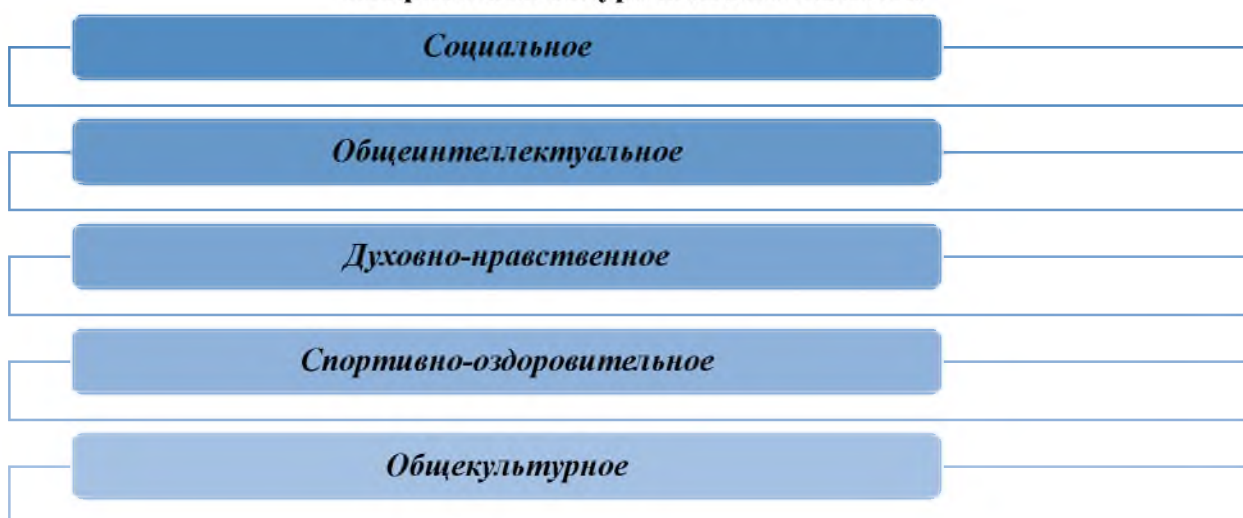 Социальное
Общеинтеллектуальное
Духовно-нравственное
Спортивно-оздоровительное
Общекультурное